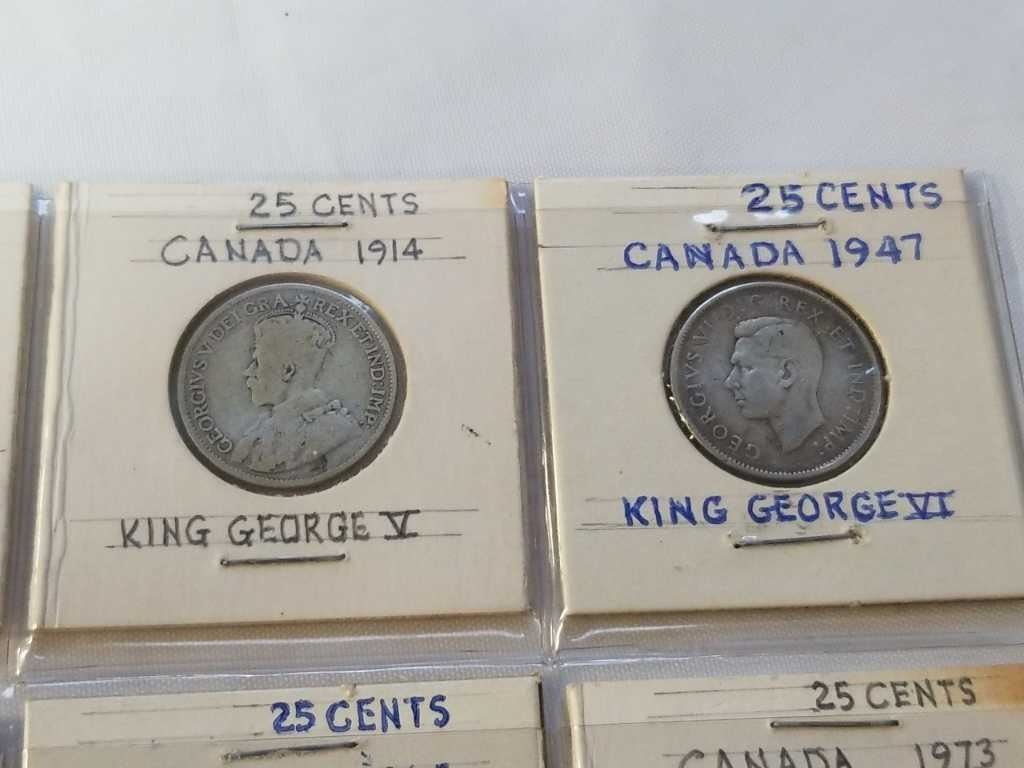 25 CENTS
CANADA 1914
GEORGIVS V DEI GRA: REX ET IND: IMP:
KING GEORGE V
25 CENTS
CANADA 1947
GEORGIVS VI D:G: REX ET IND: IMP:
KING GEORGE VI
25 CENTS
25 CENTS
CANADA 1973